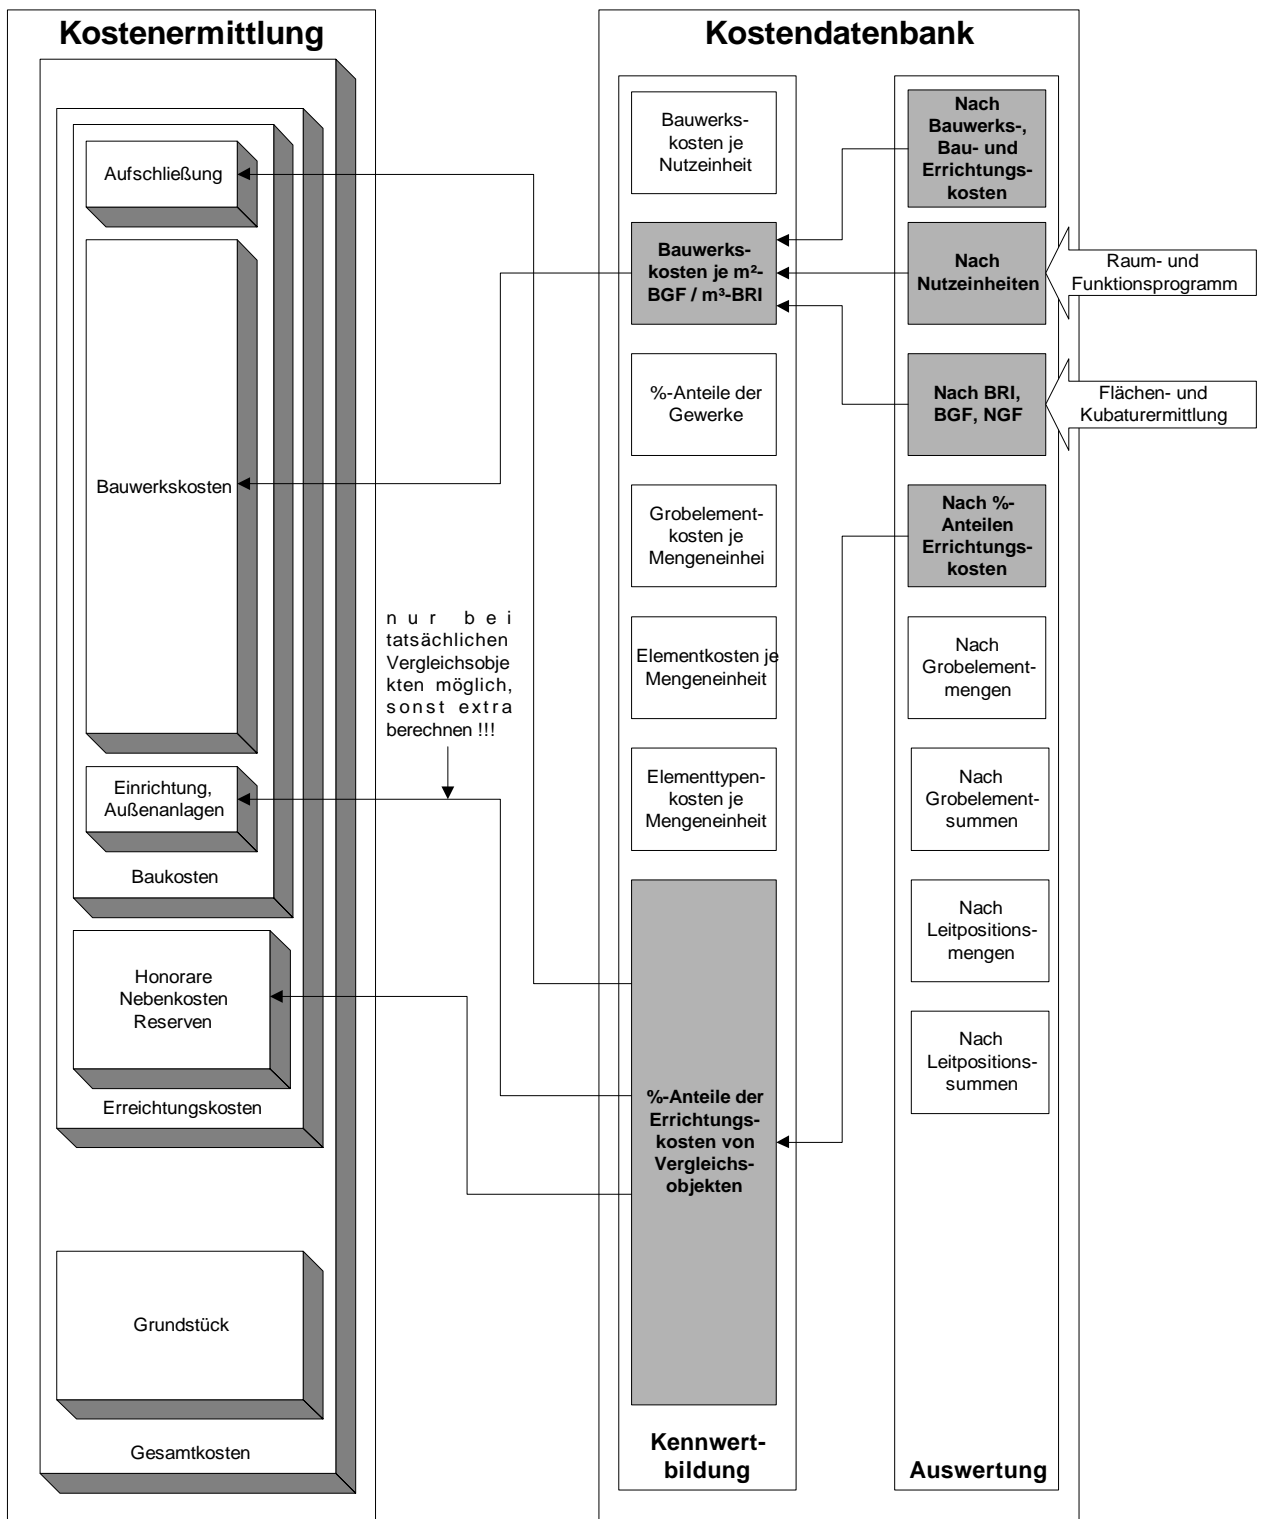 Kostenermittlung
Aufschließung
Bauwerkskosten
Einrichtung,
Außenanlagen
Baukosten
Honorare
Nebenkosten
Reserven
Erreichtungskosten
Grundstück
Gesamtkosten
nur bei
tatsächlichen
Vergleichsobje
kten möglich,
sonst extra
berechnen !!!
Kostendatenbank
Bauwerks-
kosten je
Nutzeinheit
Bauwerks-
kosten je m²-
BGF / m³-BRI
%-Anteile der
Gewerke
Grobelement-
kosten je
Mengeneinhei
Elementkosten je
Mengeneinheit
Elementtypen-
kosten je
Mengeneinheit
%-Anteile der
Errichtungs-
kosten von
Vergleichs-
objekten
Kennwert-
bildung
Nach
Bauwerks-,
Bau- und
Errichtungs-
kosten
Nach
Nutzeinheiten
Nach BRI,
BGF, NGF
Nach %-
Anteilen
Errichtungs-
kosten
Nach
Grobelement-
mengen
Nach
Grobelement-
summen
Nach
Leitpositions-
mengen
Nach
Leitpositions-
summen
Auswertung
Raum- und
Funktionsprogramm
Flächen- und
Kubaturermittlung